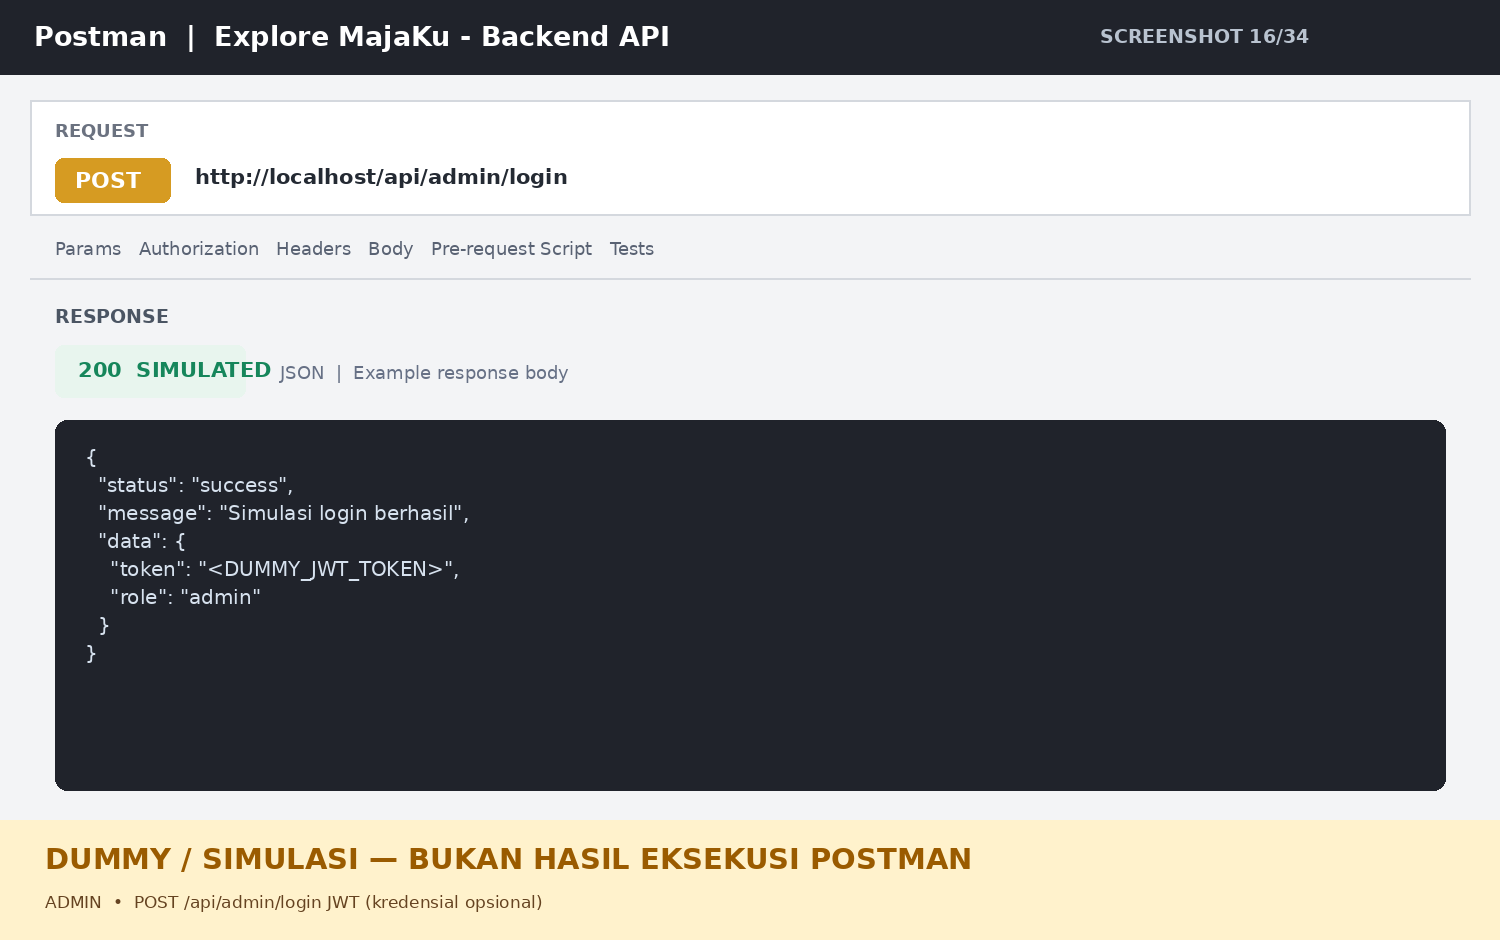 Postman | Explore MajaKu - Backend API
SCREENSHOT 16/34
REQUEST
POST http://localhost/api/admin/login
Params Authorization Headers Body Pre-request Script Tests
RESPONSE
200 SIMULATED JSON | Example response body
{
  "status": "success",
  "message": "Simulasi login berhasil",
  "data": {
    "token": "<DUMMY_JWT_TOKEN>",
    "role": "admin"
  }
}
DUMMY / SIMULASI — BUKAN HASIL EKSEKUSI POSTMAN
ADMIN • POST /api/admin/login JWT (kredensial opsional)